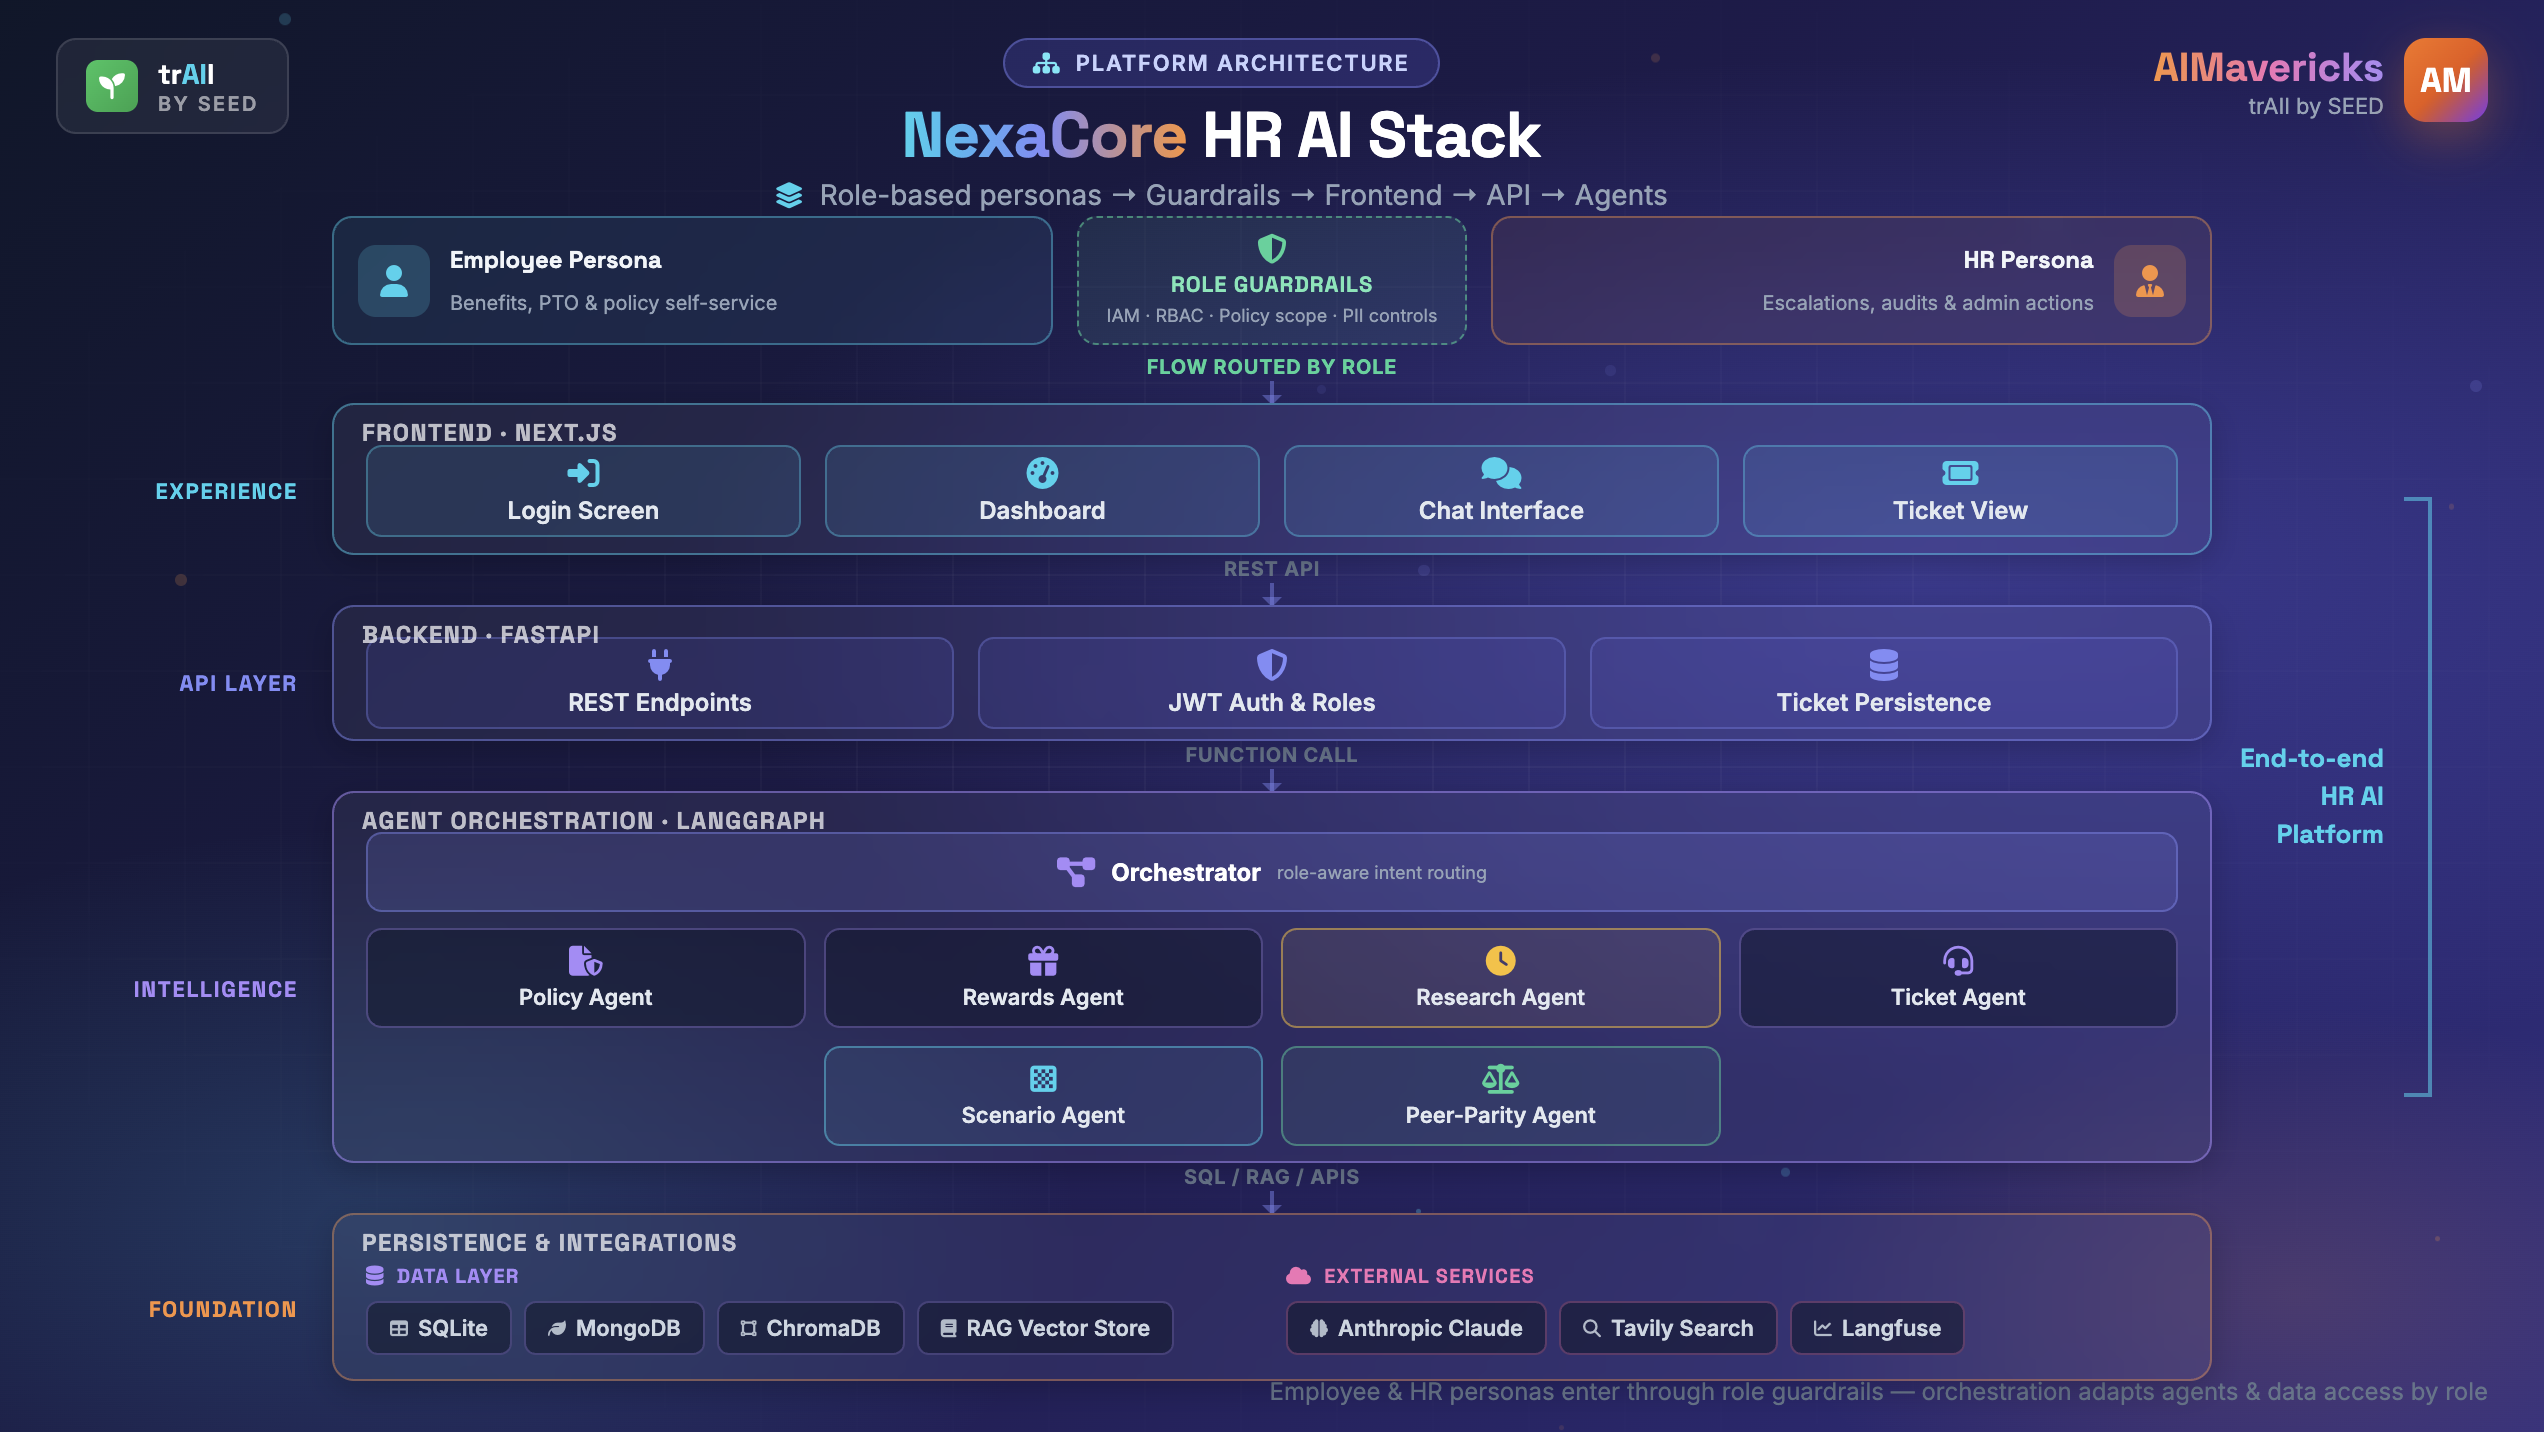 trAIl
BY SEED
PLATFORM ARCHITECTURE
AIMavericks
trAIl by SEED
AM
NexaCore HR AI Stack
Role-based personas → Guardrails → Frontend → API → Agents
Employee Persona
Benefits, PTO & policy self-service
ROLE GUARDRAILS
IAM · RBAC · Policy scope · PII controls
HR Persona
Escalations, audits & admin actions
FLOW ROUTED BY ROLE
EXPERIENCE
FRONTEND · NEXT.JS
Login Screen
Dashboard
Chat Interface
Ticket View
REST API
API LAYER
BACKEND · FASTAPI
REST Endpoints
JWT Auth & Roles
Ticket Persistence
FUNCTION CALL
End-to-end
HR AI
Platform
INTELLIGENCE
AGENT ORCHESTRATION · LANGGRAPH
Orchestrator role-aware intent routing
Policy Agent
Rewards Agent
Research Agent
Ticket Agent
Scenario Agent
Peer-Parity Agent
SQL / RAG / APIS
FOUNDATION
PERSISTENCE & INTEGRATIONS
DATA LAYER
SQLite
MongoDB
ChromaDB
RAG Vector Store
EXTERNAL SERVICES
Anthropic Claude
Tavily Search
Langfuse
Employee & HR personas enter through role guardrails — orchestration adapts agents & data access by role